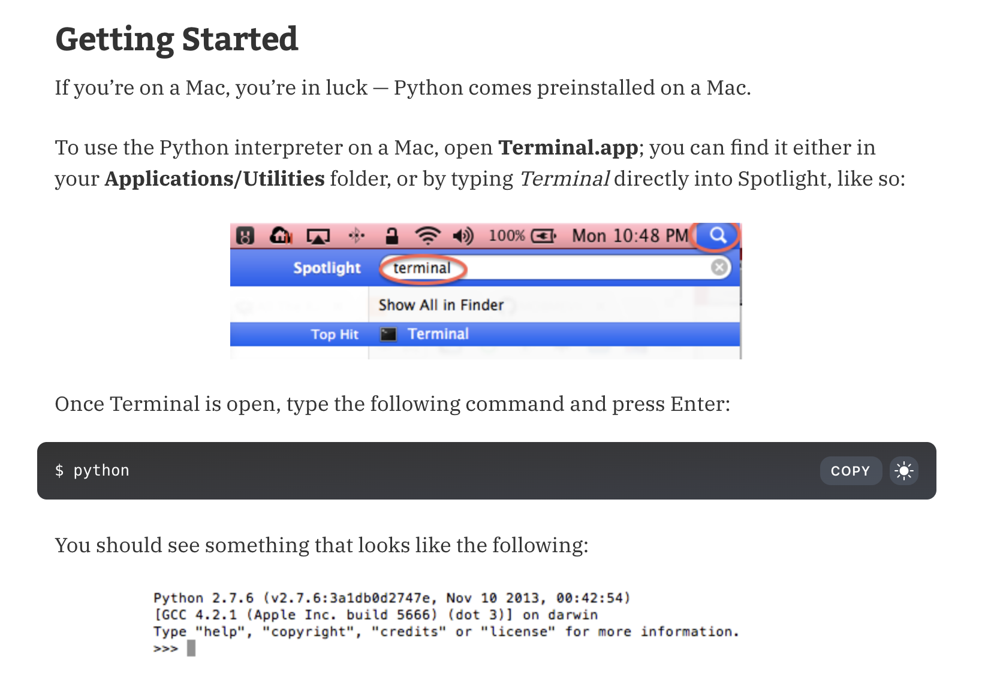 Getting Started
If you’re on a Mac, you’re in luck — Python comes preinstalled on a Mac.
To use the Python interpreter on a Mac, open Terminal.app; you can find it either in
your Applications/Utilities folder, or by typing Terminal directly into Spotlight, like so:
100% Mon 10:48 PM
Spotlight terminal
Show All in Finder
Top Hit Terminal
Once Terminal is open, type the following command and press Enter:
$ python COPY
You should see something that looks like the following:
Python 2.7.6 (v2.7.6:3a1db0d2747e, Nov 10 2013, 00:42:54)
[GCC 4.2.1 (Apple Inc. build 5666) (dot 3)] on darwin
Type "help", "copyright", "credits" or "license" for more information.
>>>